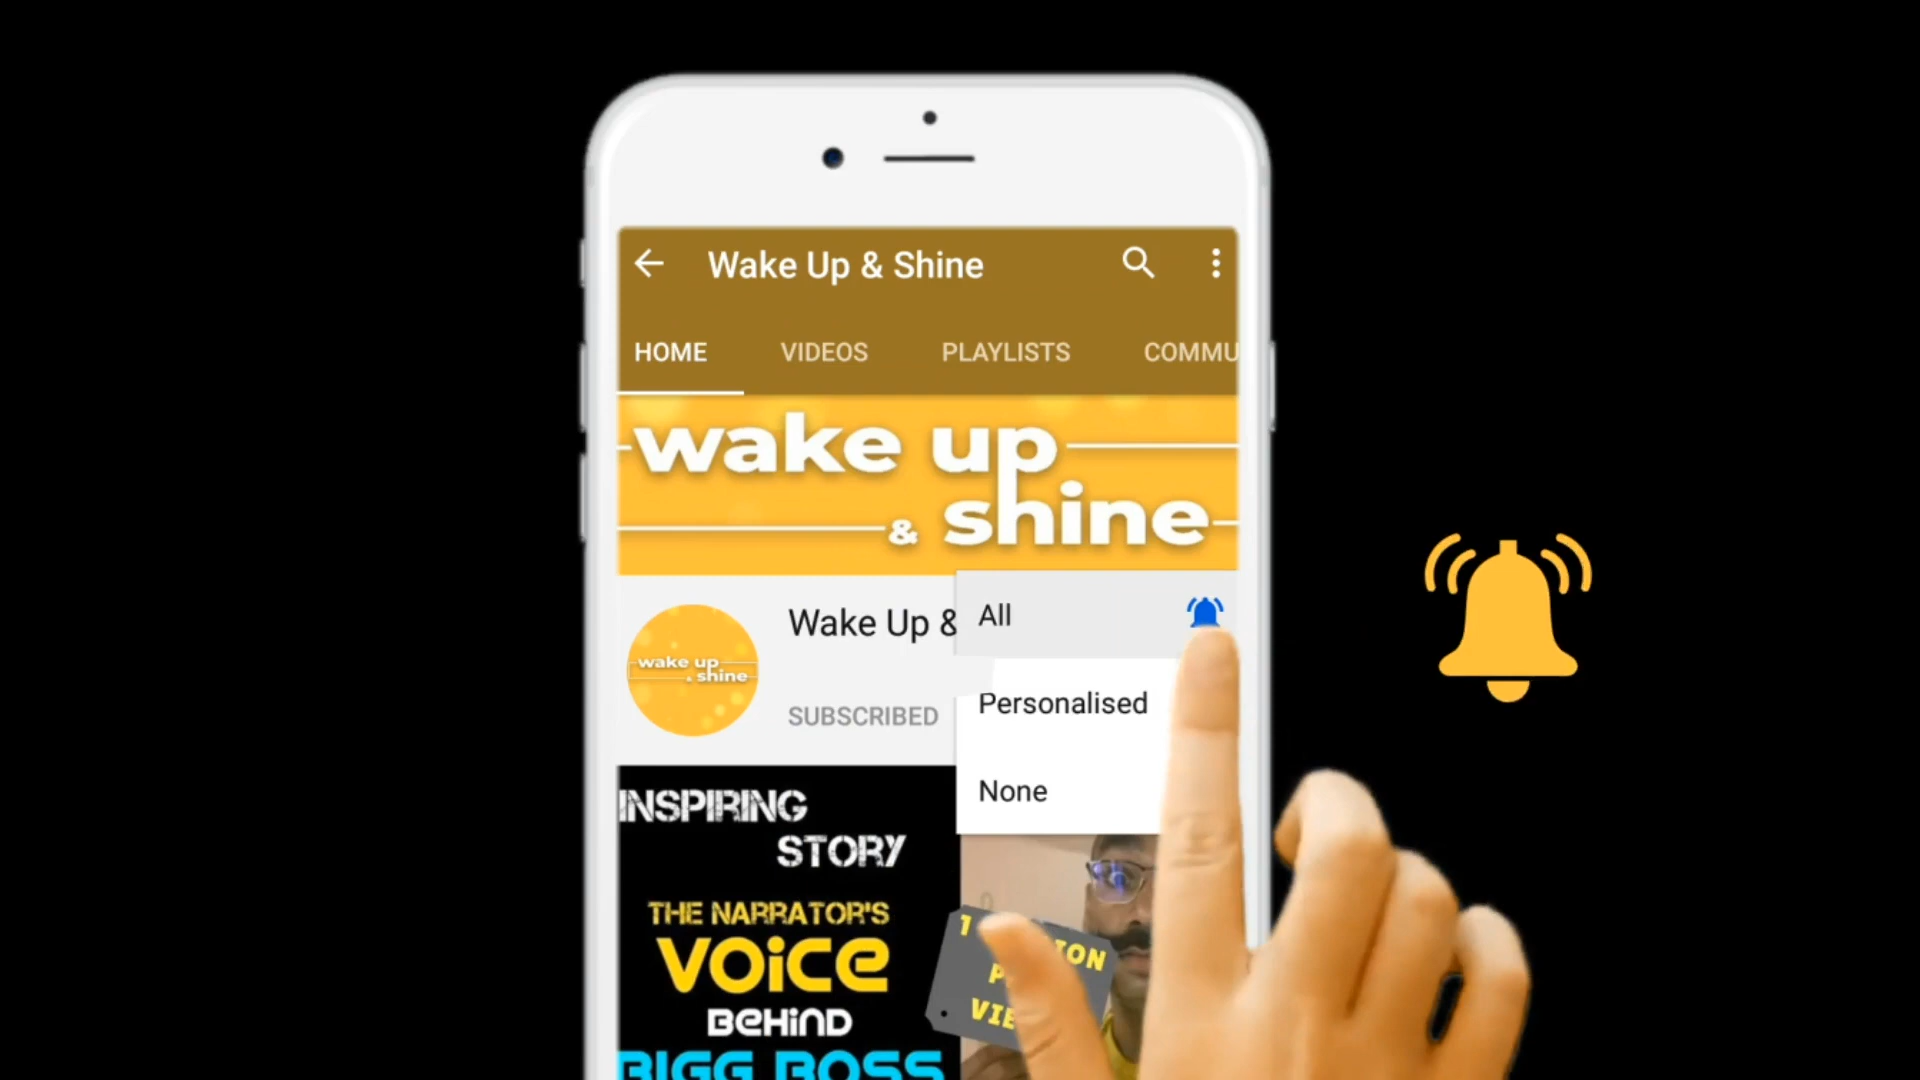 Wake Up & Shine
HOME VIDEOS PLAYLISTS COMMU
wake up
& shine
Wake Up &
All
wake up
shine
SUBSCRIBED
Personalised
None
INSPIRING
STORY
THE NARRATOR'S
VOICE
BEHIND
BIGG BOSS
1